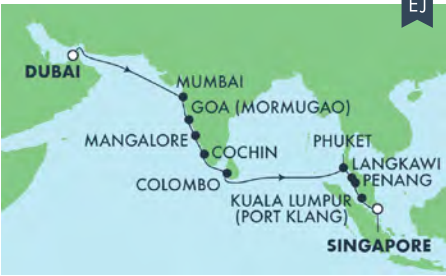 EJ
DUBAI
MUMBAI
GOA (MORMUGAO)
MANGALORE
COCHIN
COLOMBO
PHUKET
LANGKAWI
PENANG
KUALA LUMPUR
(PORT KLANG)
SINGAPORE